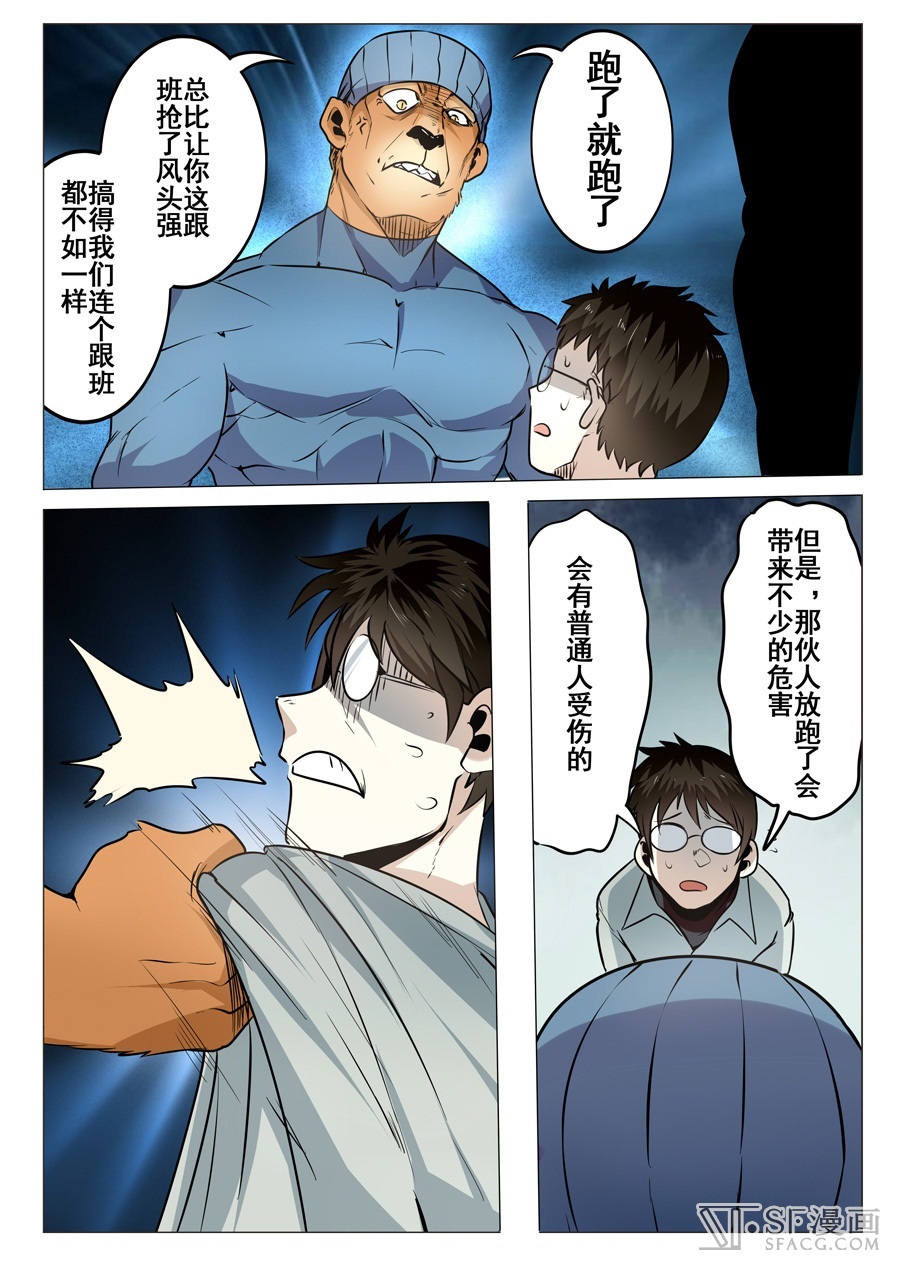 跑了就跑了
总比让你这跟
班抢了风头强
搞得我们连个跟班
都不如一样
但是，那伙人放跑了会
带来不少的危害
会有普通人受伤的
SF漫画
SFACG.COM